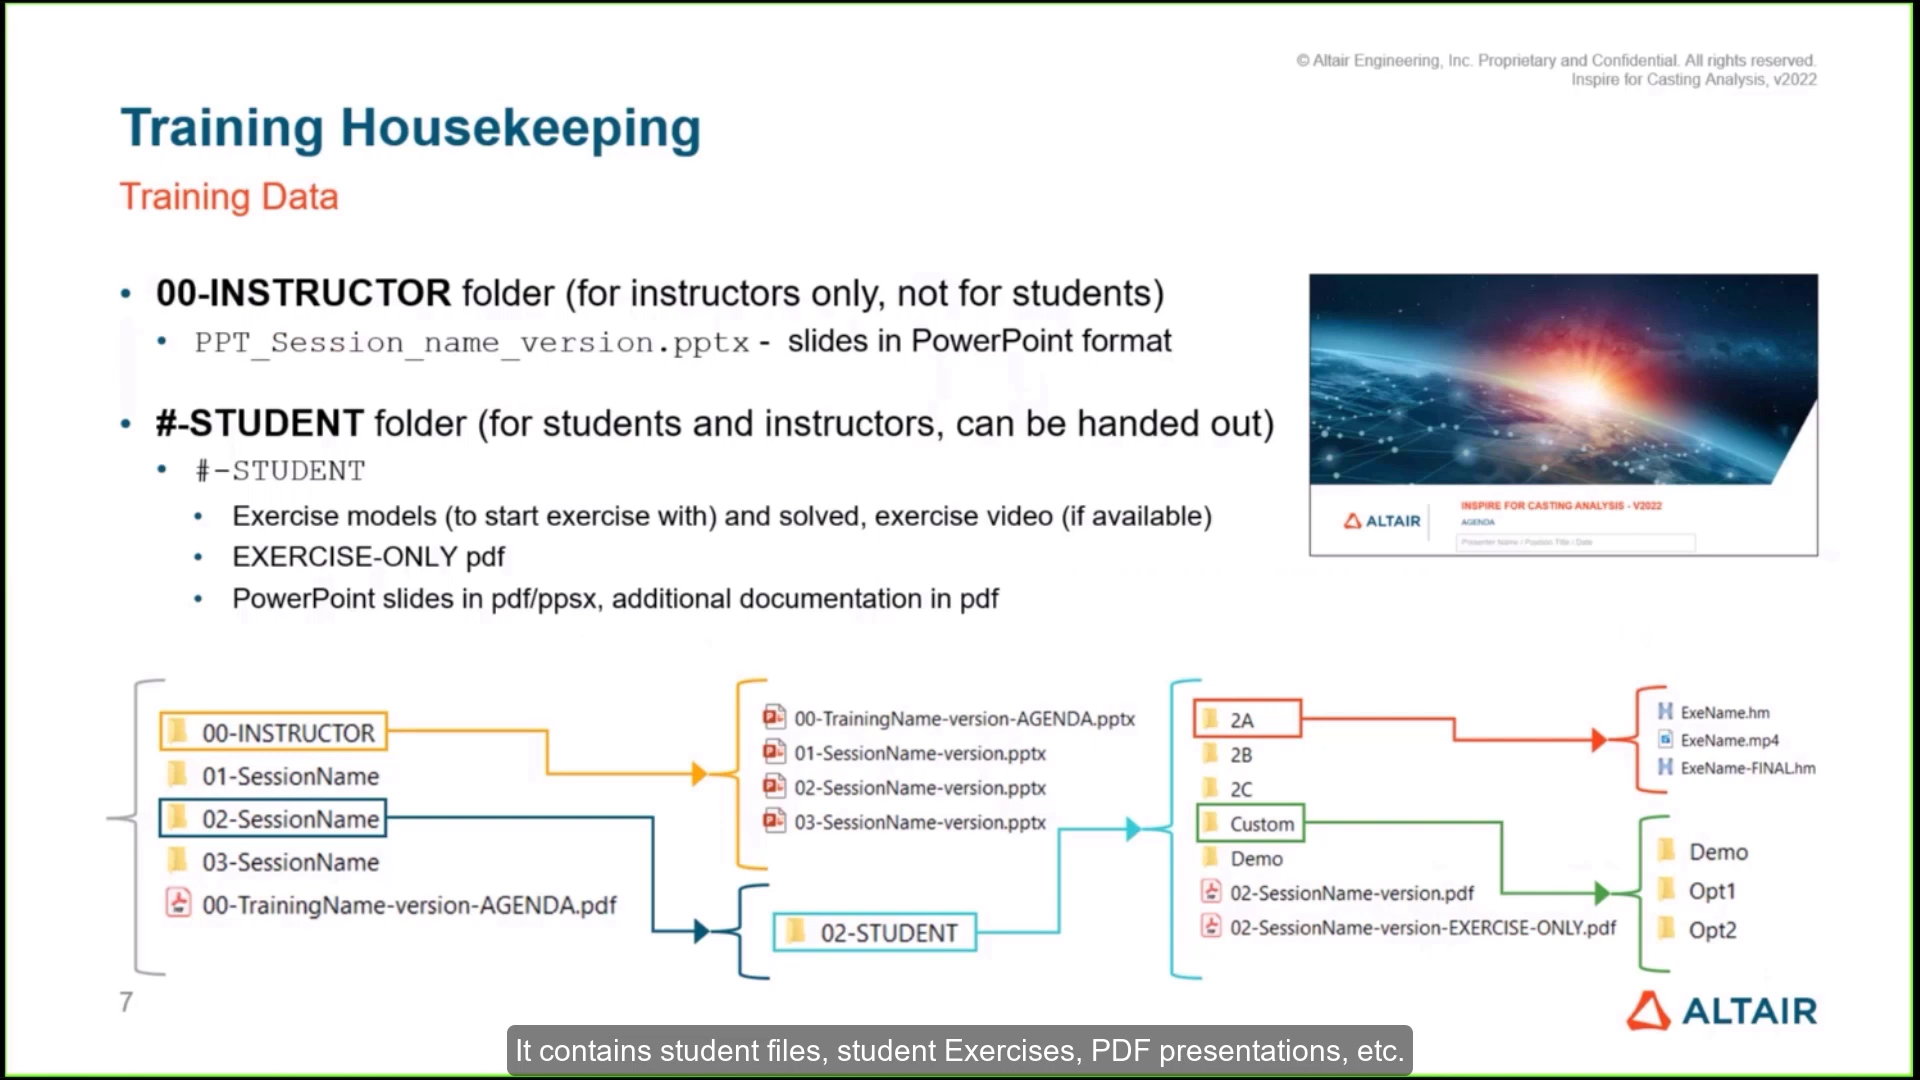 © Altair Engineering, Inc. Proprietary and Confidential. All rights reserved.
Inspire for Casting Analysis, v2022
Training Housekeeping
Training Data
• 00-INSTRUCTOR folder (for instructors only, not for students)
• PPT_Session_name_version.pptx - slides in PowerPoint format
• #-STUDENT folder (for students and instructors, can be handed out)
• #-STUDENT
• Exercise models (to start exercise with) and solved, exercise video (if available)
• EXERCISE-ONLY pdf
• PowerPoint slides in pdf/ppsx, additional documentation in pdf
ALTAIR
INSPIRE FOR CASTING ANALYSIS - V2022
AGENDA
Presenter Name / Position Title / Date
00-INSTRUCTOR
01-SessionName
02-SessionName
03-SessionName
00-TrainingName-version-AGENDA.pdf
00-TrainingName-version-AGENDA.pptx
01-SessionName-version.pptx
02-SessionName-version.pptx
03-SessionName-version.pptx
02-STUDENT
2A
2B
2C
Custom
Demo
02-SessionName-version.pdf
02-SessionName-version-EXERCISE-ONLY.pdf
ExeName.hm
ExeName.mp4
ExeName-FINAL.hm
Demo
Opt1
Opt2
7
ALTAIR
It contains student files, student Exercises, PDF presentations, etc.